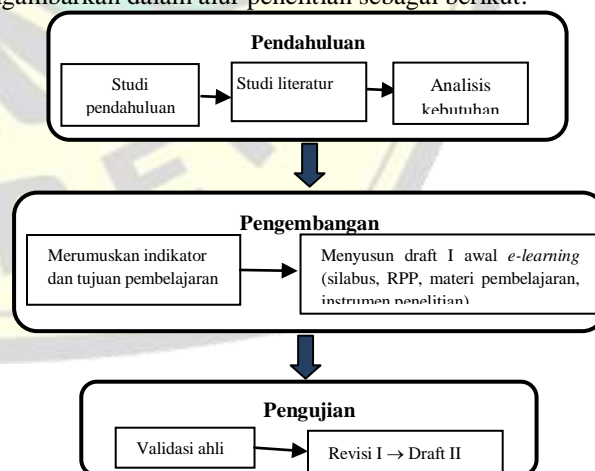 ngambarkan dalam alur penelitian sebagai berikut:
Pendahuluan
Studi
pendahuluan
Studi literatur
Analisis
kebutuhan
Pengembangan
Merumuskan indikator
dan tujuan pembelajaran
Menyusun draft I awal e-learning
(silabus, RPP, materi pembelajaran,
instrumen penelitian)
Pengujian
Validasi ahli
Revisi I → Draft II